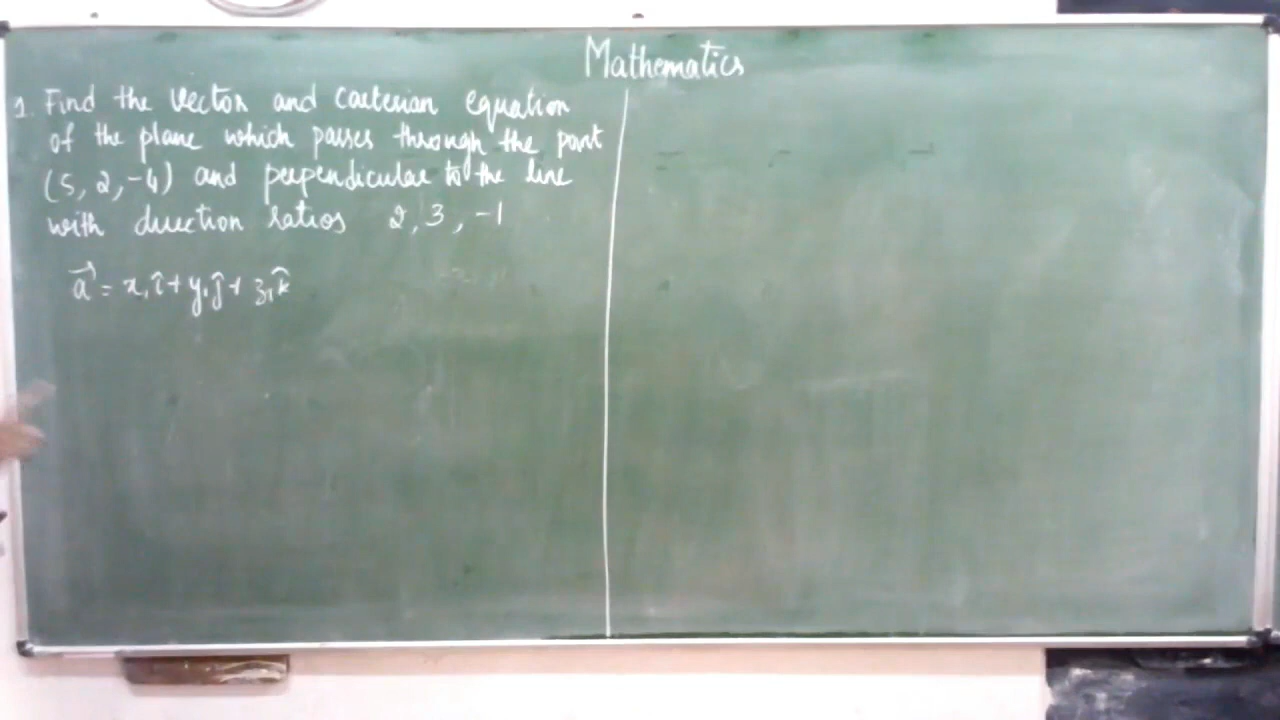 Mathematics
1. Find the vector and cartesian equation
of the plane which passes through the point
(5, 2, -4) and perpendicular to the line
with direction ratios 2, 3, -1
a⃗ = x₁î + y₁ĵ + z₁k̂